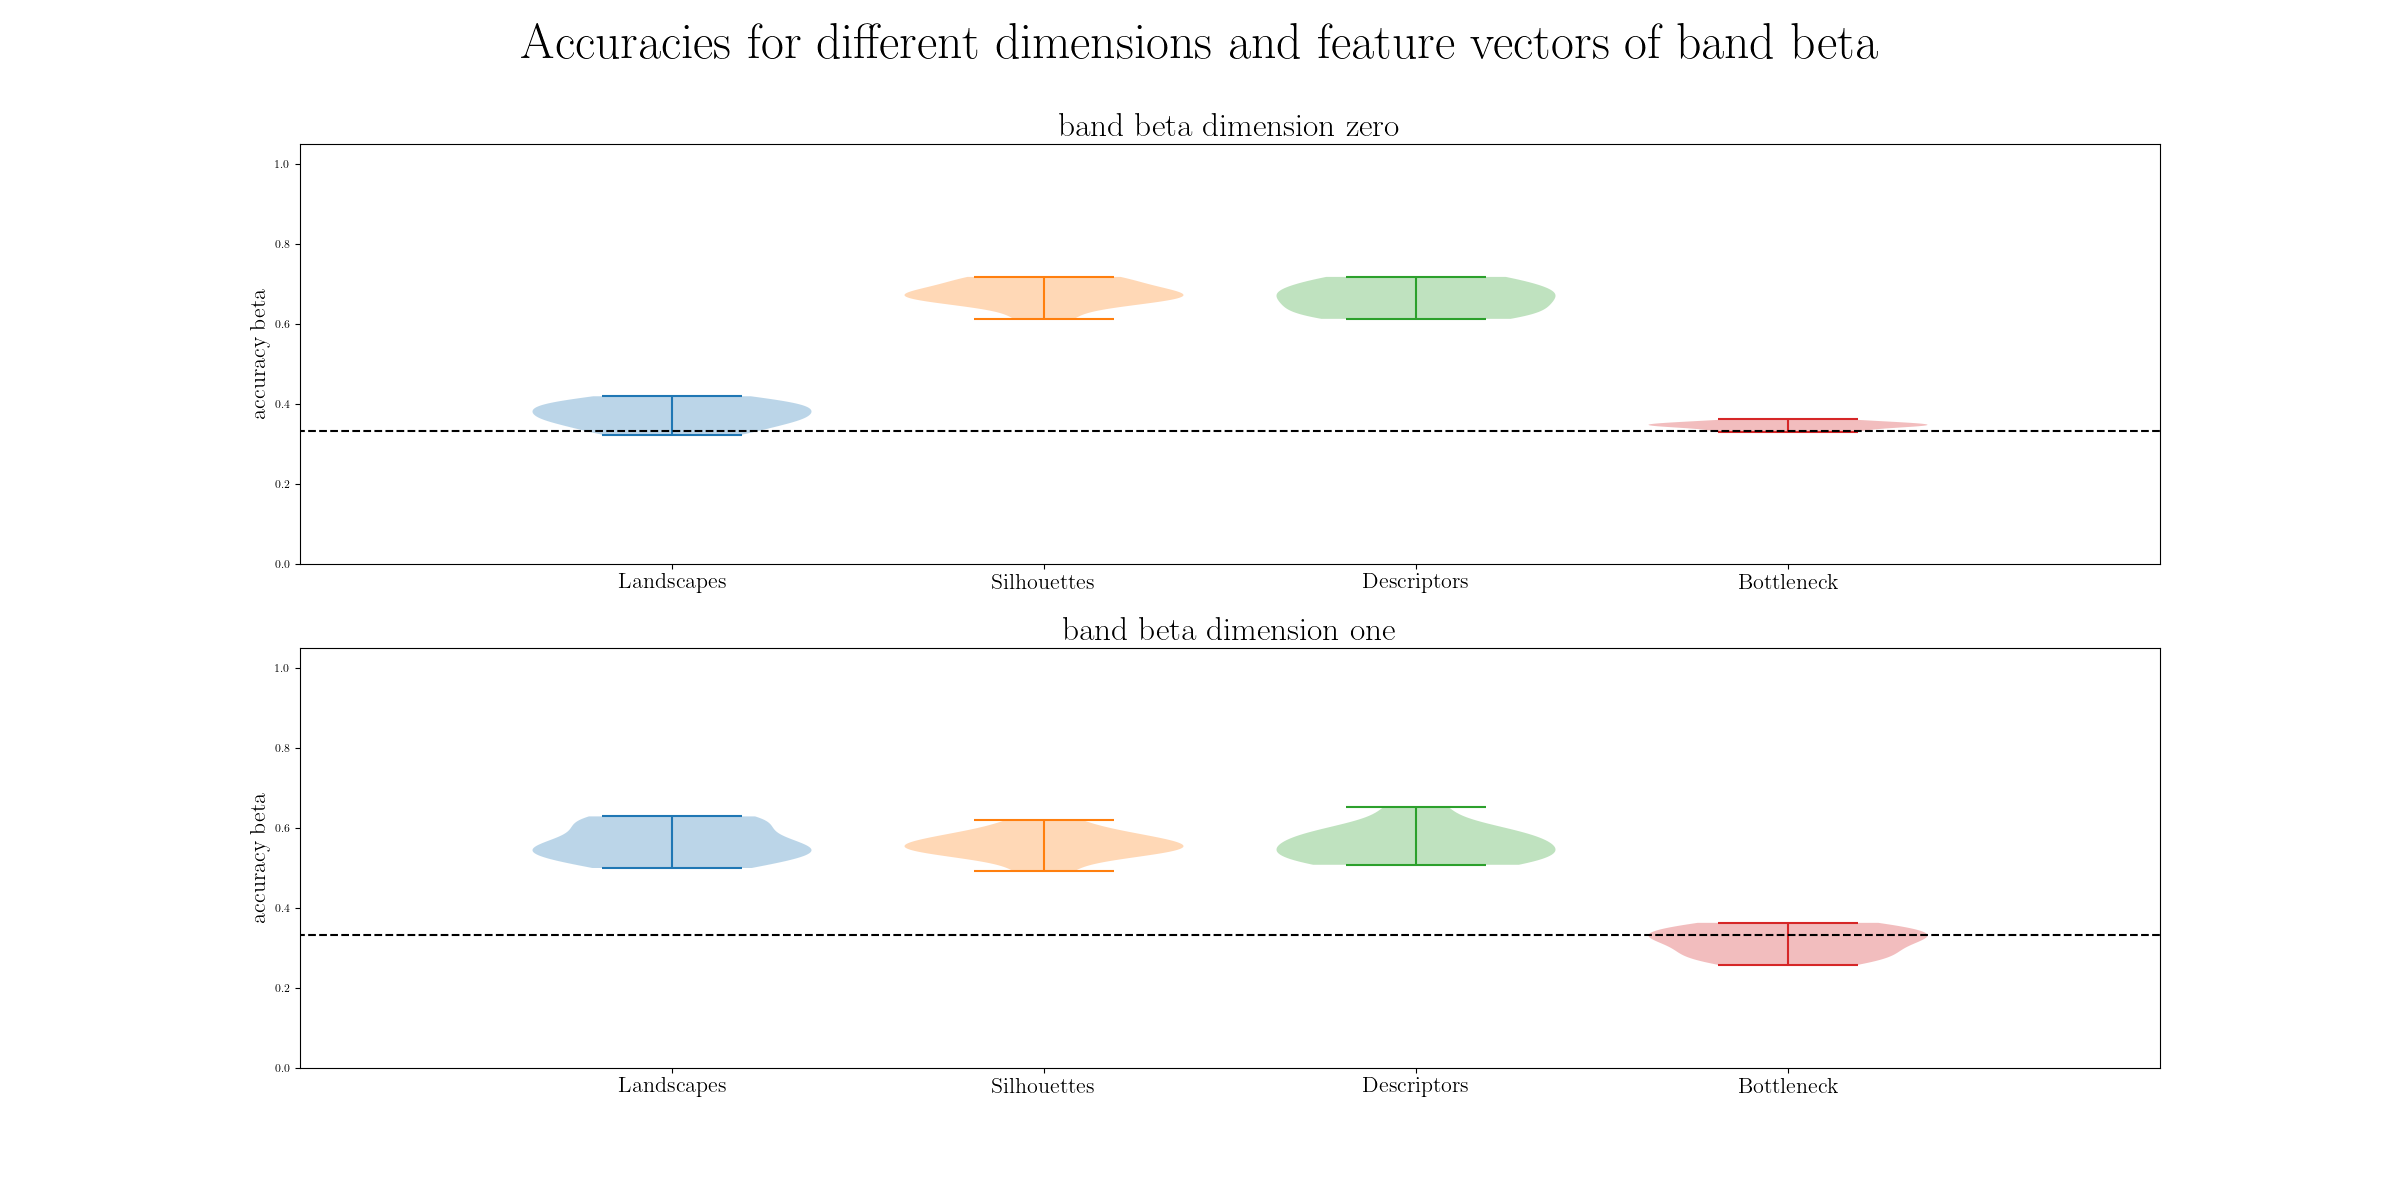 Accuracies for different dimensions and feature vectors of band beta
band beta dimension zero
1.0
0.8
0.6
0.4
0.2
0.0
accuracy beta
Landscapes Silhouettes Descriptors Bottleneck
band beta dimension one
1.0
0.8
0.6
0.4
0.2
0.0
accuracy beta
Landscapes Silhouettes Descriptors Bottleneck